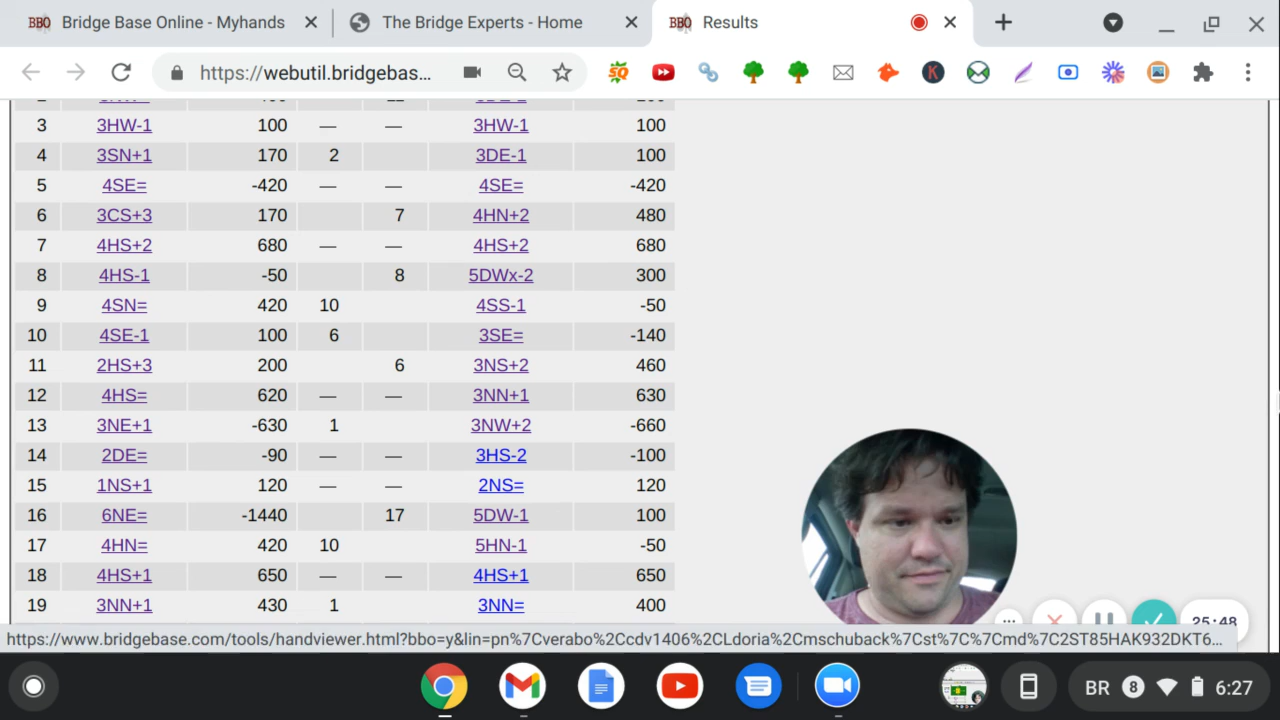 BBO Bridge Base Online - Myhands The Bridge Experts - Home BBO Results
https://webutil.bridgebas... SQ K
3 3HW-1 100 — — 3HW-1 100
4 3SN+1 170 2 3DE-1 100
5 4SE= -420 — — 4SE= -420
6 3CS+3 170 7 4HN+2 480
7 4HS+2 680 — — 4HS+2 680
8 4HS-1 -50 8 5DWx-2 300
9 4SN= 420 10 4SS-1 -50
10 4SE-1 100 6 3SE= -140
11 2HS+3 200 6 3NS+2 460
12 4HS= 620 — — 3NN+1 630
13 3NE+1 -630 1 3NW+2 -660
14 2DE= -90 — — 3HS-2 -100
15 1NS+1 120 — — 2NS= 120
16 6NE= -1440 17 5DW-1 100
17 4HN= 420 10 5HN-1 -50
18 4HS+1 650 — — 4HS+1 650
19 3NN+1 430 1 3NN= 400
25:48
https://www.bridgebase.com/tools/handviewer.html?bbo=y&lin=pn%7Cverabo%2Ccdv1406%2CLdoria%2Cmschuback%7Cst%7C%7Cmd%7C2ST85HAK932DKT6...
BR 8 6:27